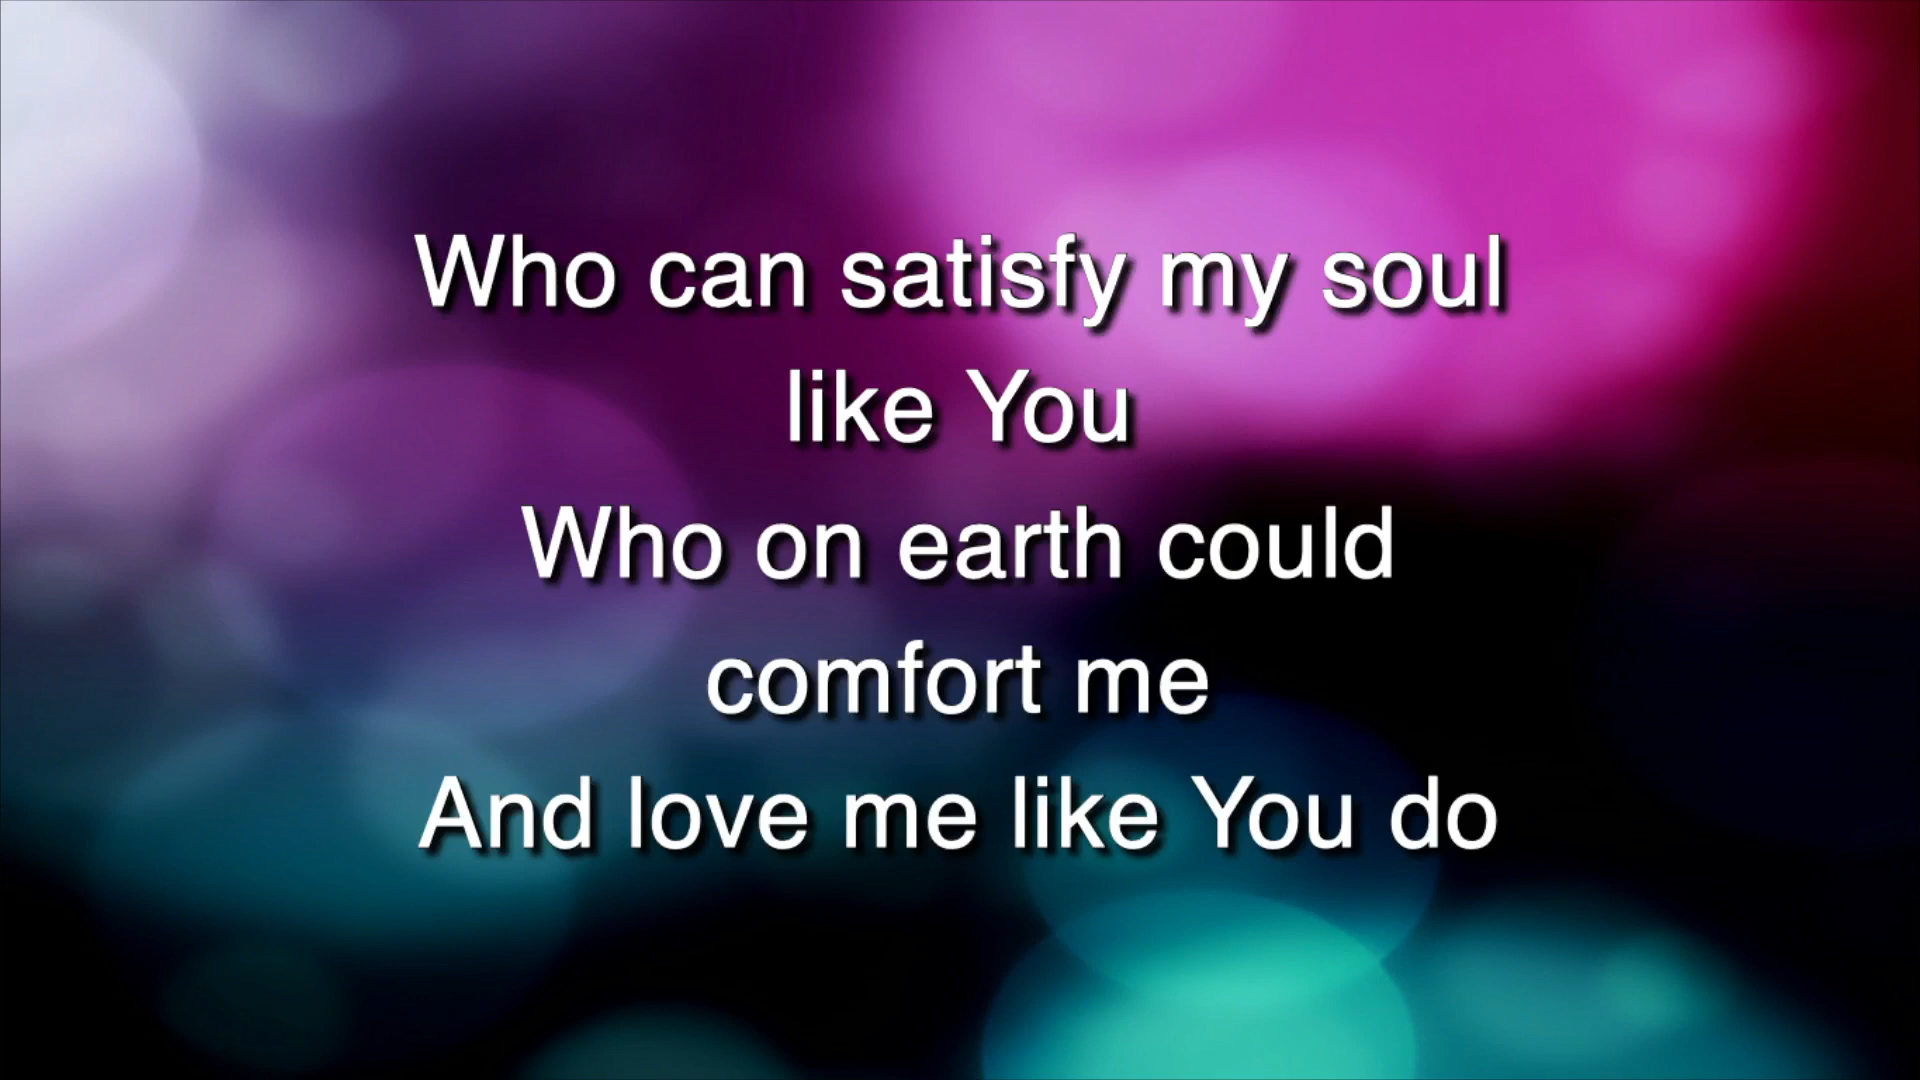 Who can satisfy my soul
like You
Who on earth could
comfort me
And love me like You do